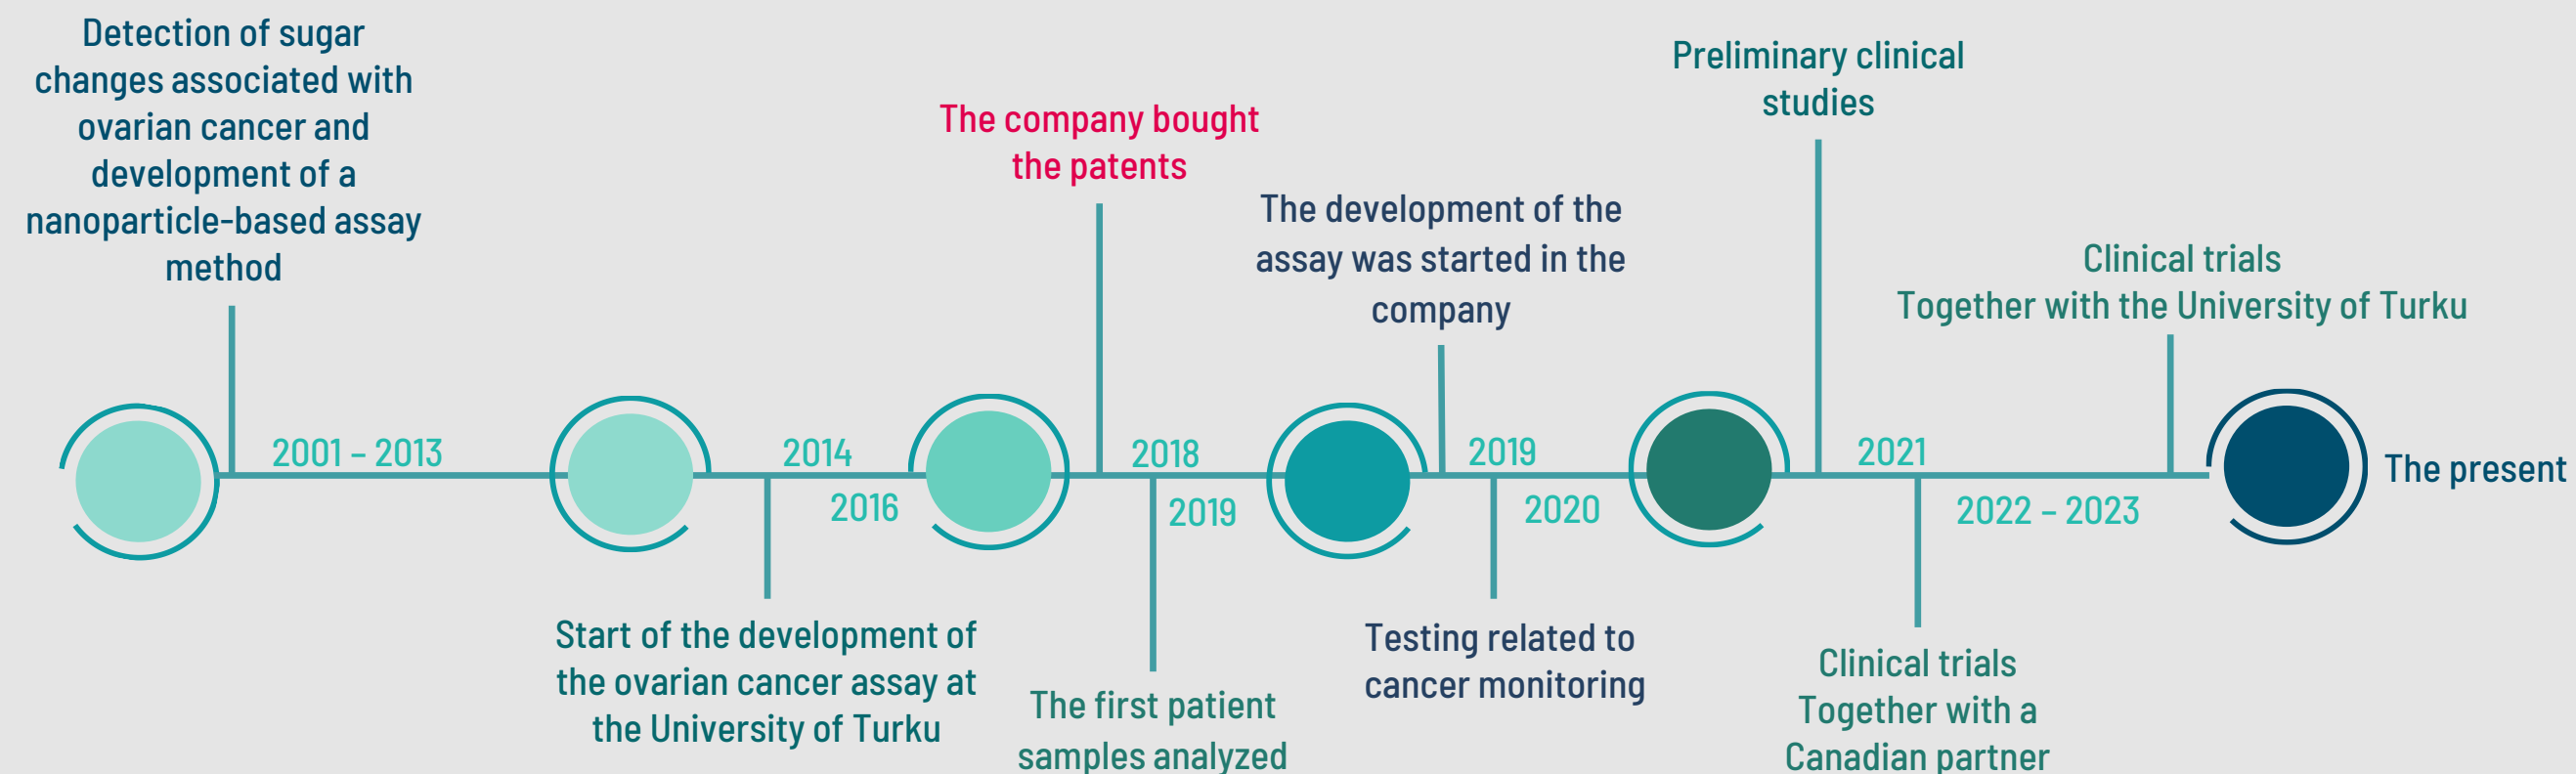 Detection of sugar
changes associated with
ovarian cancer and
development of a
nanoparticle-based assay
method
2001 – 2013
2014
2016
Start of the development of
the ovarian cancer assay at
the University of Turku
The company bought
the patents
2018
2019
The first patient
samples analyzed
The development of the
assay was started in the
company
2019
2020
Testing related to
cancer monitoring
Preliminary clinical
studies
2021
2022 – 2023
Clinical trials
Together with a
Canadian partner
Clinical trials
Together with the University of Turku
The present